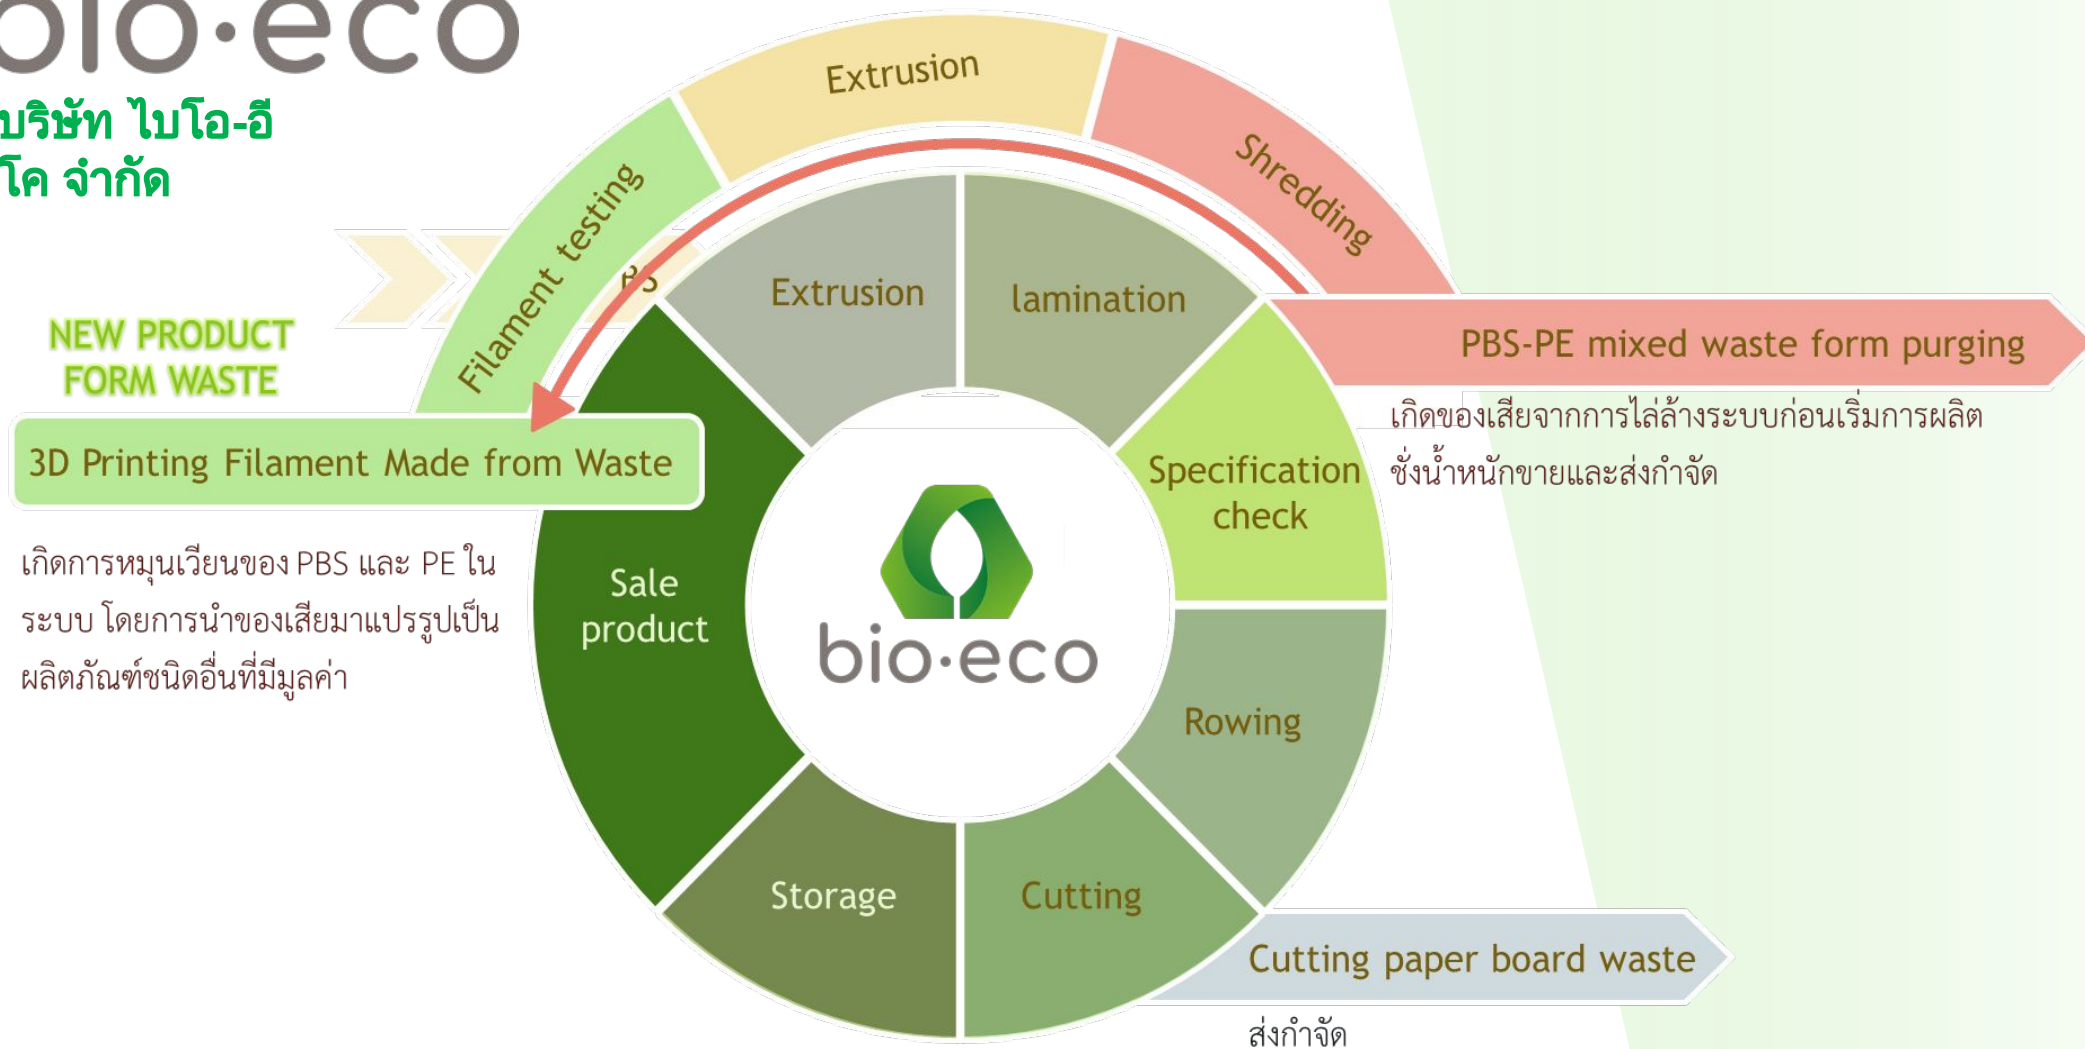 bio·eco
บริษัท ไบโอ-อี
โค จำกัด
Extrusion
Shredding
Filament testing
Extrusion
lamination
NEW PRODUCT
FORM WASTE
PBS-PE mixed waste form purging
เกิดของเสียจากการไล่ล้างระบบก่อนเริ่มการผลิต
ชั่งน้ำหนักขายและส่งกำจัด
3D Printing Filament Made from Waste
Specification
check
เกิดการหมุนเวียนของ PBS และ PE ใน
ระบบ โดยการนำของเสียมาแปรรูปเป็น
ผลิตภัณฑ์ชนิดอื่นที่มีมูลค่า
Sale
product
bio·eco
Rowing
Storage
Cutting
Cutting paper board waste
ส่งกำจัด